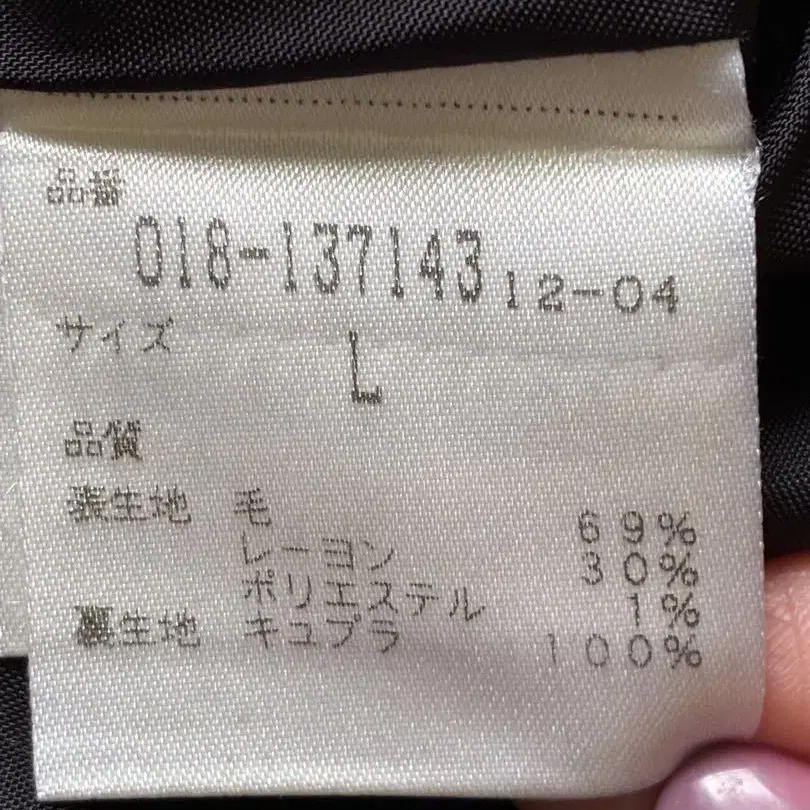 品番
018-137143 12-04
サイズ
L
品質
表生地 毛 69%
レーヨン 30%
ポリエステル 1%
裏生地 キュプラ 100%